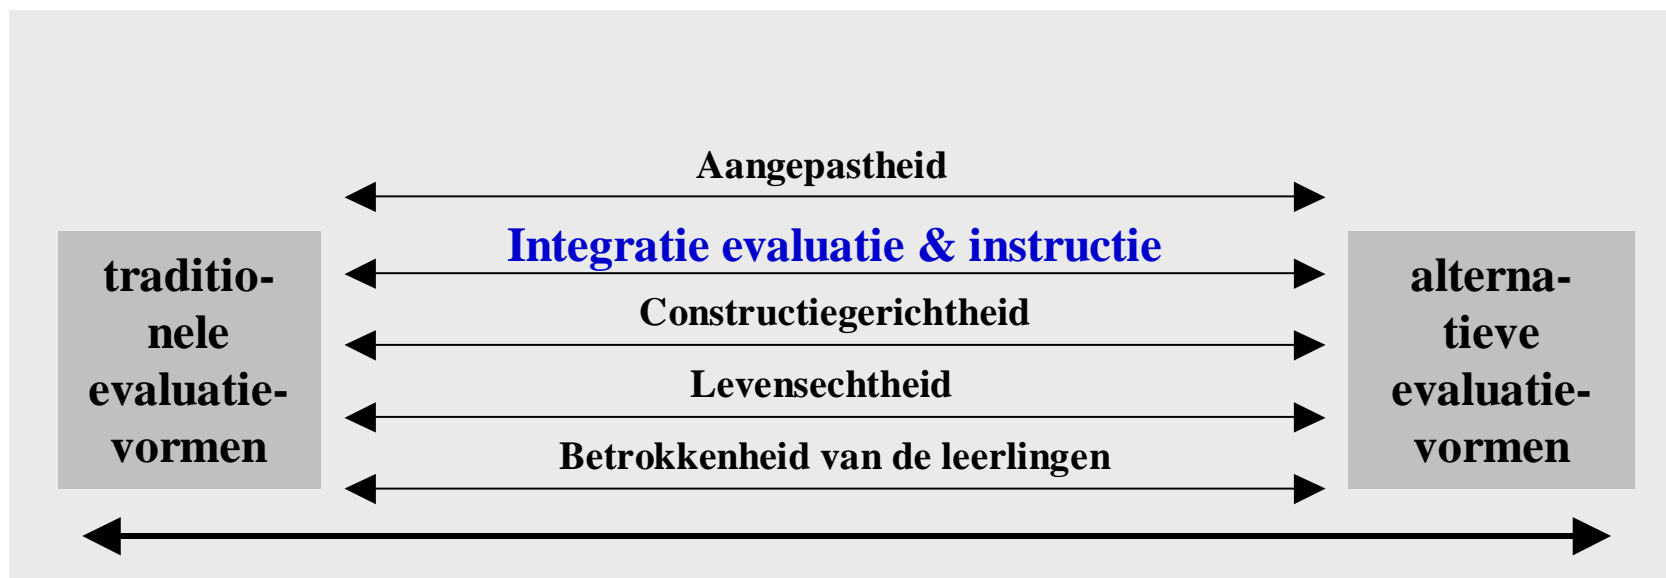 Aangepastheid
Integratie evaluatie & instructie
Constructiegerichtheid
Levensechtheid
Betrokkenheid van de leerlingen
traditio-
nele
evaluatie-
vormen
alterna-
tieve
evaluatie-
vormen